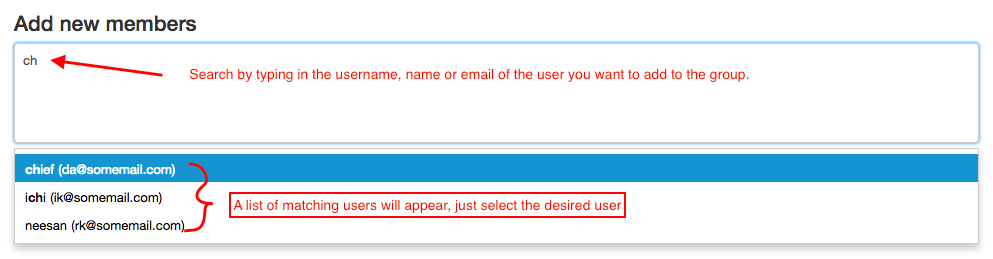 Add new members
ch
Search by typing in the username, name or email of the user you want to add to the group.
chief (da@somemail.com)
ichi (ik@somemail.com)
A list of matching users will appear, just select the desired user
neesan (rk@somemail.com)